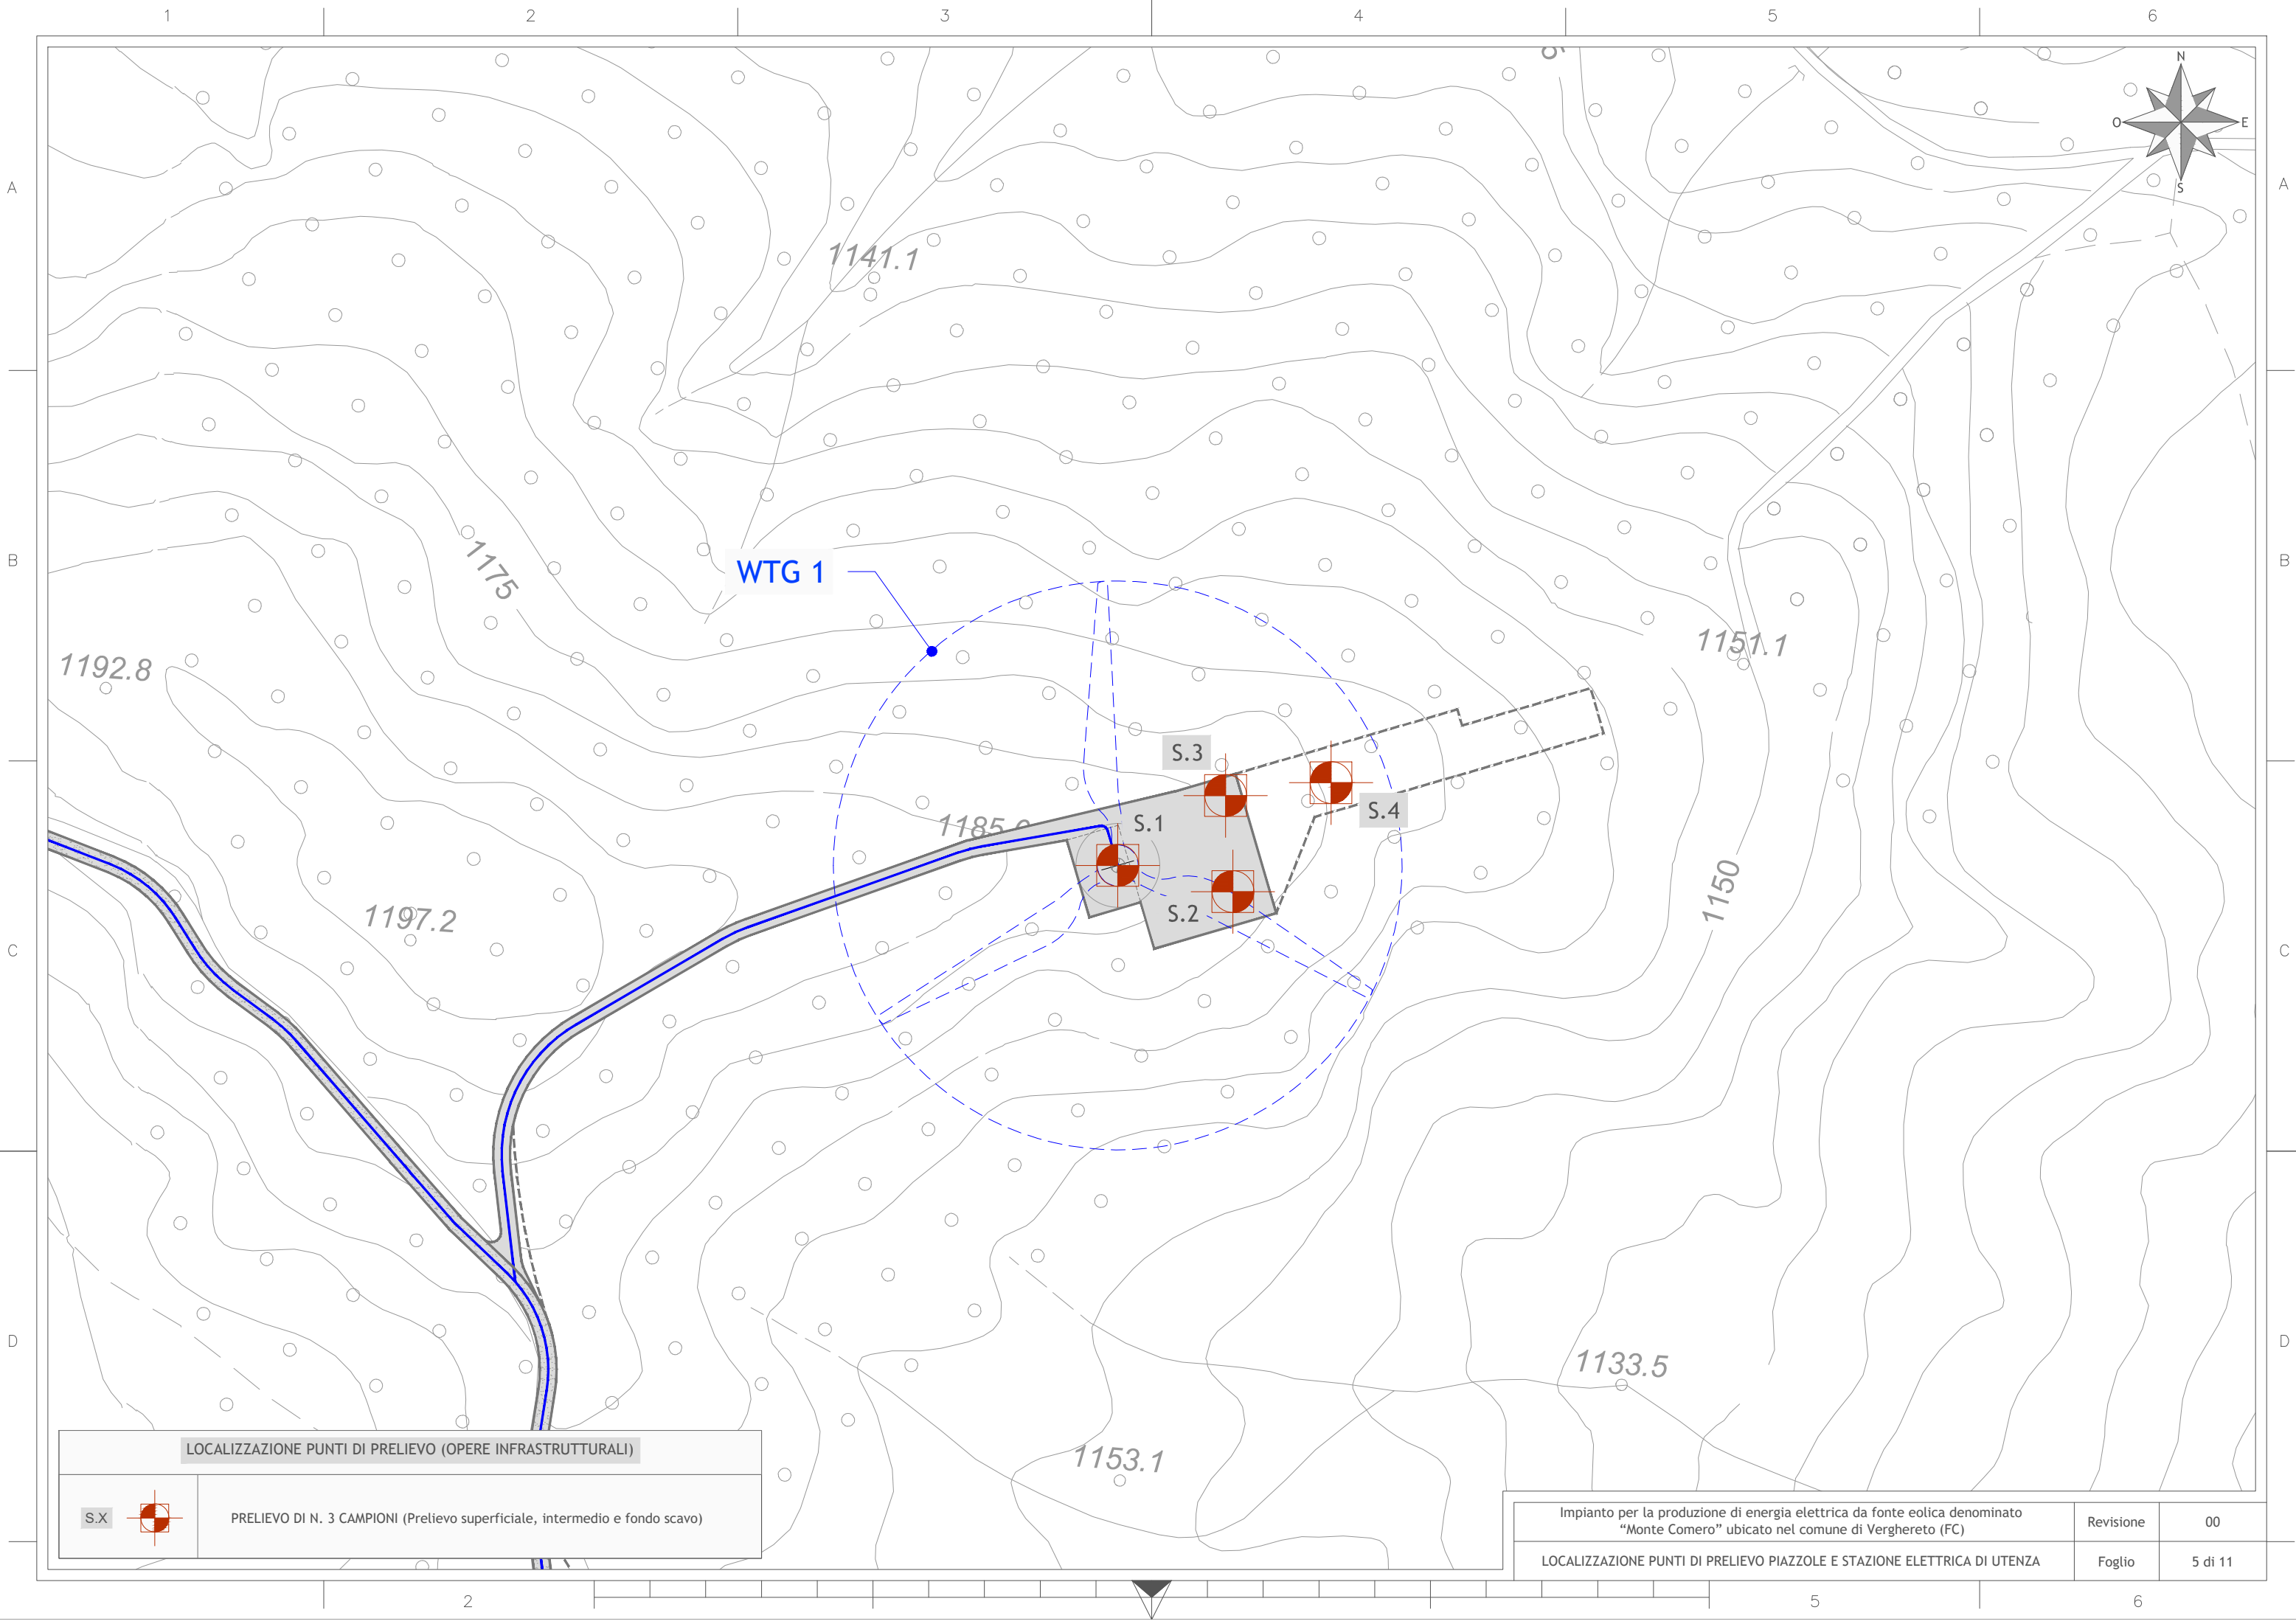 1 2 3 4 5 6
N
O E
S
A A
1141.1
B B
1175
WTG 1
1151.1
1192.8
S.3
S.4
S.1
1150
1197.2
S.2
C C
D D
1133.5
1153.1
LOCALIZZAZIONE PUNTI DI PRELIEVO (OPERE INFRASTRUTTURALI)
S.X PRELIEVO DI N. 3 CAMPIONI (Prelievo superficiale, intermedio e fondo scavo)
Impianto per la produzione di energia elettrica da fonte eolica denominato
“Monte Comero” ubicato nel comune di Verghereto (FC)
Revisione 00
LOCALIZZAZIONE PUNTI DI PRELIEVO PIAZZOLE E STAZIONE ELETTRICA DI UTENZA
Foglio 5 di 11
2 5 6